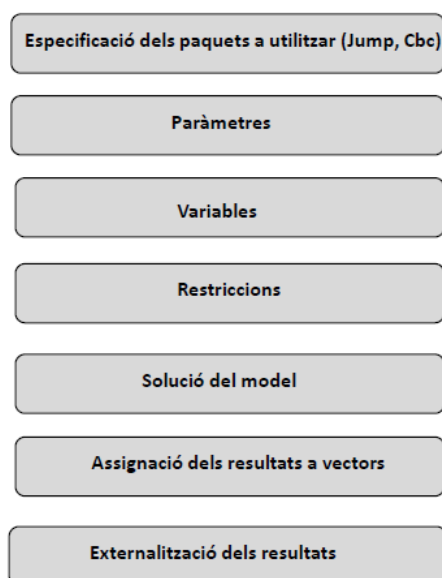 Especificació dels paquets a utilitzar (Jump, Cbc)
Paràmetres
Variables
Restriccions
Solució del model
Assignació dels resultats a vectors
Externalització dels resultats